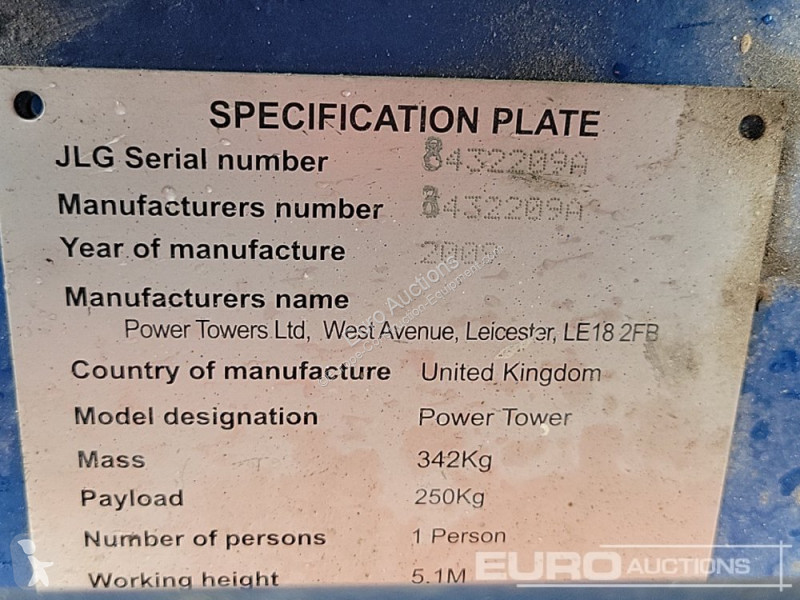 SPECIFICATION PLATE
JLG Serial number 8432209A
Manufacturers number 8432209A
Year of manufacture 2009
Manufacturers name
Power Towers Ltd, West Avenue, Leicester, LE18 2FB
Country of manufacture United Kingdom
Model designation Power Tower
Mass 342Kg
Payload 250Kg
Number of persons 1 Person
Working height 5.1M
Euro Auctions
EURO AUCTIONS